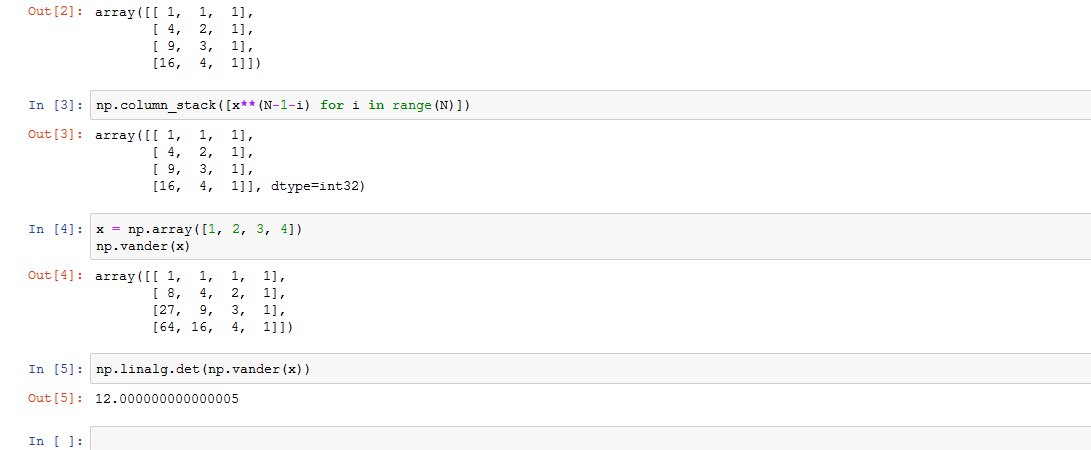 Out[2]: array([[ 1,  1,  1],
       [ 4,  2,  1],
       [ 9,  3,  1],
       [16,  4,  1]])
In [3]: np.column_stack([x**(N-1-i) for i in range(N)])
Out[3]: array([[ 1,  1,  1],
       [ 4,  2,  1],
       [ 9,  3,  1],
       [16,  4,  1]], dtype=int32)
In [4]: x = np.array([1, 2, 3, 4])
np.vander(x)
Out[4]: array([[ 1,  1,  1,  1],
       [ 8,  4,  2,  1],
       [27,  9,  3,  1],
       [64, 16,  4,  1]])
In [5]: np.linalg.det(np.vander(x))
Out[5]: 12.000000000000005
In [ ]: